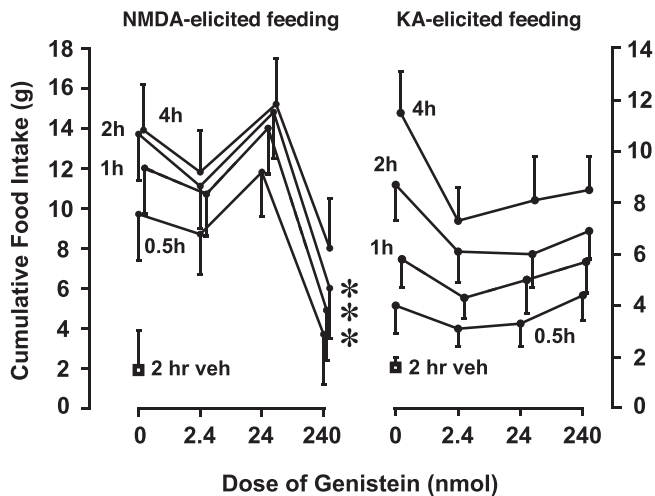 NMDA-elicited feeding
KA-elicited feeding
Cumulative Food Intake (g)
18
16
14
12
10
8
6
4
2
0
4h
2h
1h
0.5h
2 hr veh
*
*
*
0
2.4
24
240
4h
2h
1h
0.5h
2 hr veh
0
2.4
24
240
14
12
10
8
6
4
2
0
Dose of Genistein (nmol)